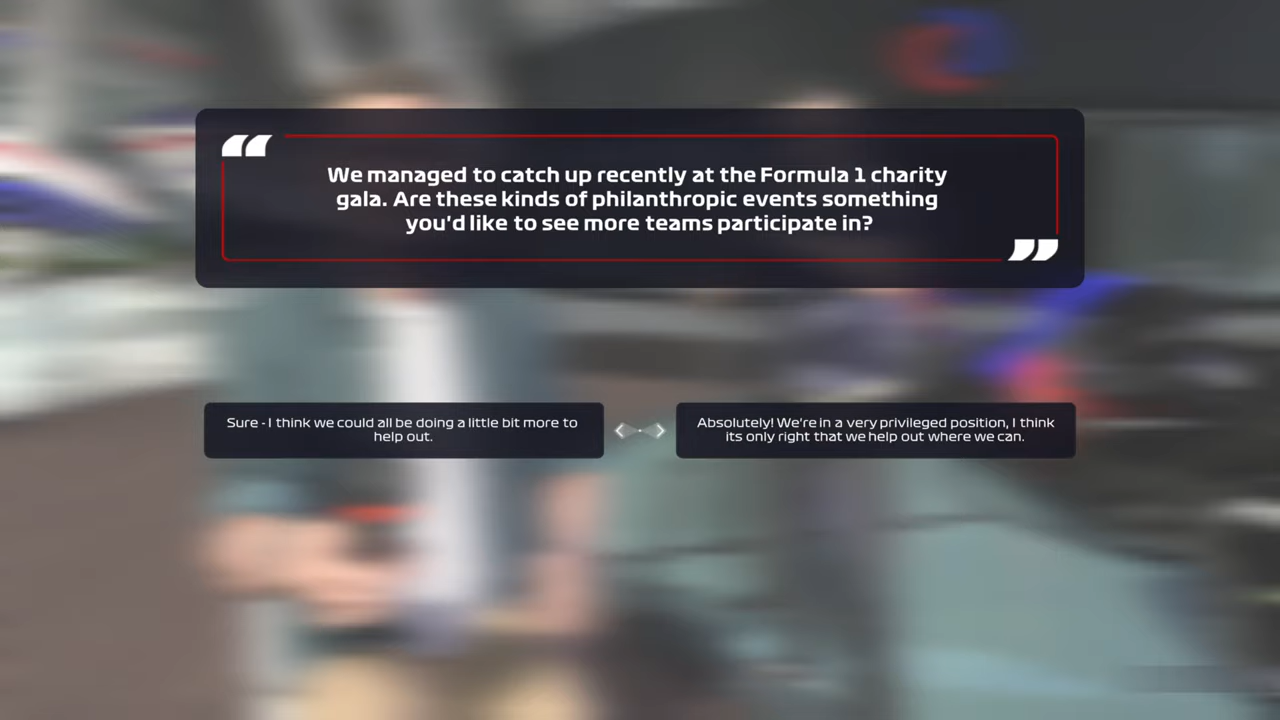 We managed to catch up recently at the Formula 1 charity
gala. Are these kinds of philanthropic events something
you'd like to see more teams participate in?
Sure - I think we could all be doing a little bit more to
help out.
Absolutely! We're in a very privileged position, I think
its only right that we help out where we can.